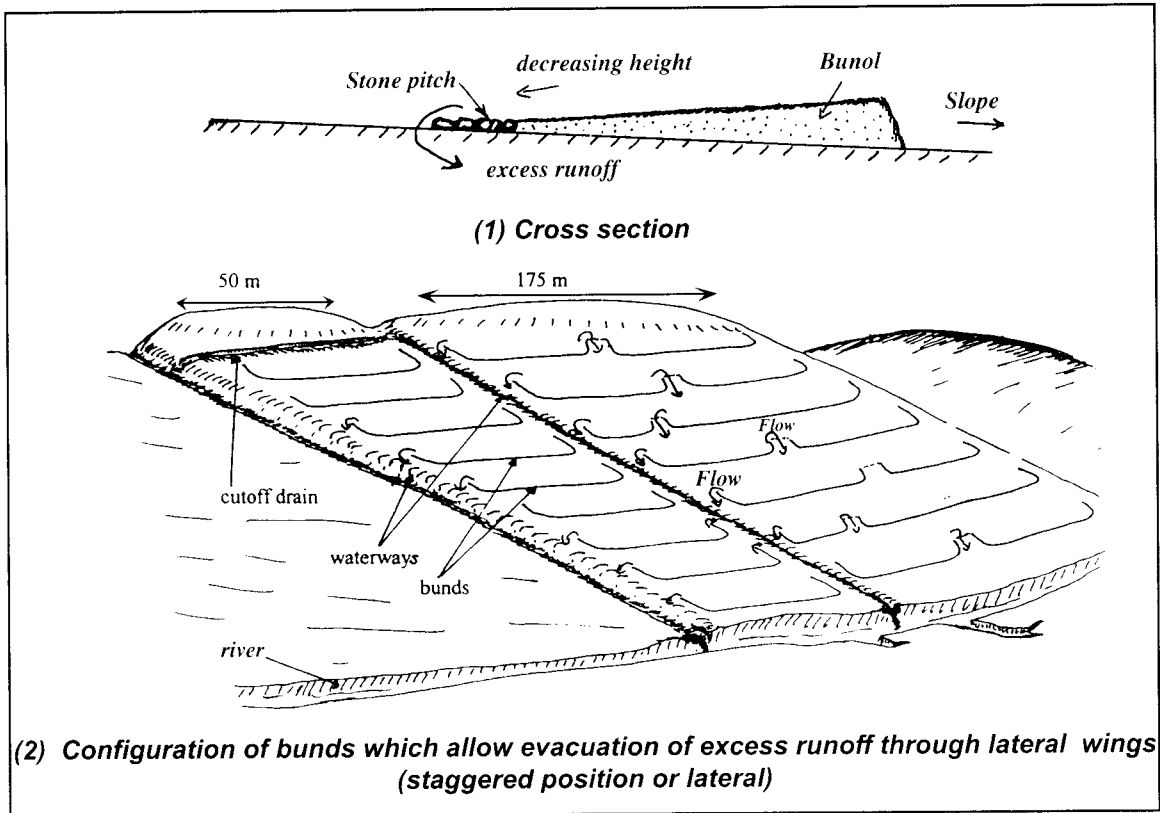 Stone pitch
decreasing height
Bunol
Slope
excess runoff
(1) Cross section
50 m
175 m
Flow
Flow
cutoff drain
waterways
bunds
river
(2) Configuration of bunds which allow evacuation of excess runoff through lateral wings
(staggered position or lateral)